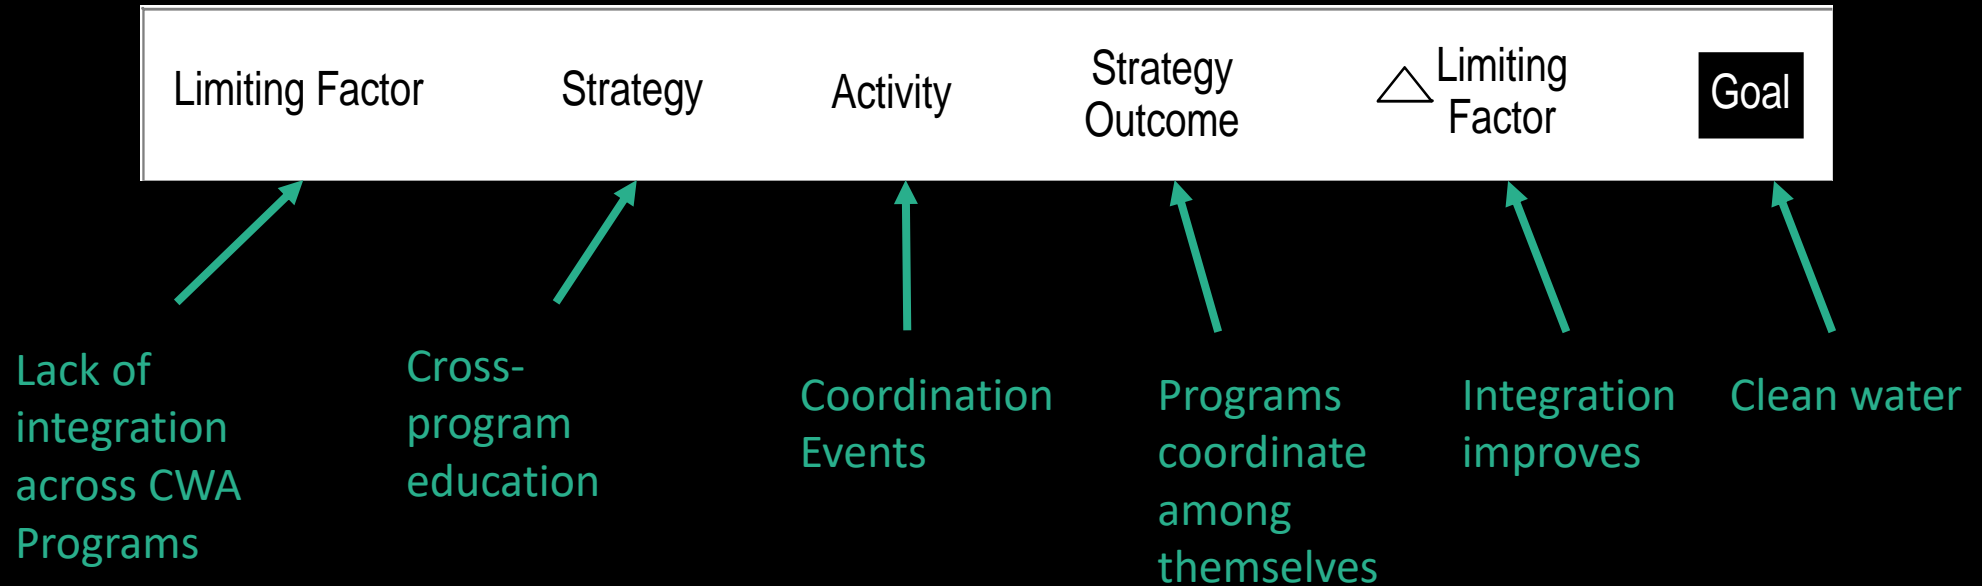 Limiting Factor
Strategy
Activity
Strategy
Outcome
Limiting
Factor
Goal
Lack of
integration
across CWA
Programs
Cross-
program
education
Coordination
Events
Programs
coordinate
among
themselves
Integration
improves
Clean water